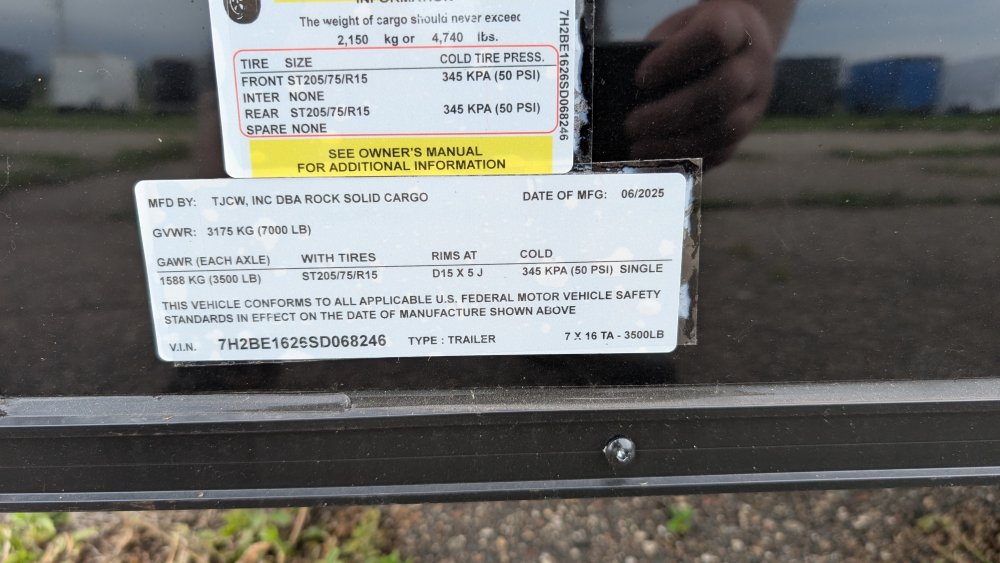 INFORMATION
The weight of cargo should never exceed
2,150 kg or 4,740 lbs.
TIRE SIZE COLD TIRE PRESS.
FRONT ST205/75/R15 345 KPA (50 PSI)
INTER NONE
REAR ST205/75/R15 345 KPA (50 PSI)
SPARE NONE
SEE OWNER'S MANUAL
FOR ADDITIONAL INFORMATION
7H2BE1626SD068246
MFD BY: TJCW, INC DBA ROCK SOLID CARGO DATE OF MFG: 06/2025
GVWR: 3175 KG (7000 LB)
GAWR (EACH AXLE) WITH TIRES RIMS AT COLD
1588 KG (3500 LB) ST205/75/R15 D15 X 5 J 345 KPA (50 PSI) SINGLE
THIS VEHICLE CONFORMS TO ALL APPLICABLE U.S. FEDERAL MOTOR VEHICLE SAFETY
STANDARDS IN EFFECT ON THE DATE OF MANUFACTURE SHOWN ABOVE
V.I.N. 7H2BE1626SD068246 TYPE : TRAILER 7 X 16 TA - 3500LB